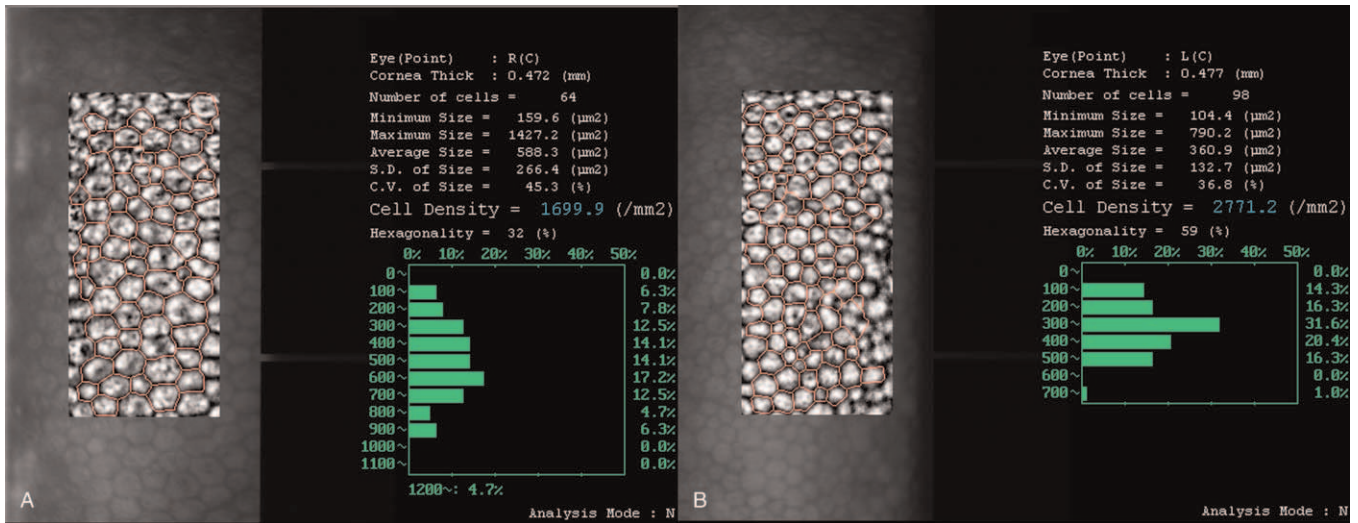 Eye(Point) : R(C)
Cornea Thick : 0.472 (mm)
Number of cells = 64
Minimum Size = 159.6 (µm2)
Maximum Size = 1427.2 (µm2)
Average Size = 588.3 (µm2)
S.D. of Size = 266.4 (µm2)
C.V. of Size = 45.3 (%)
Cell Density = 1699.9 (/mm2)
Hexagonality = 32 (%)
0% 10% 20% 30% 40% 50%
0~ 0.0%
100~ 6.3%
200~ 7.8%
300~ 12.5%
400~ 14.1%
500~ 14.1%
600~ 17.2%
700~ 12.5%
800~ 4.7%
900~ 6.3%
1000~ 0.0%
1100~ 0.0%
1200~: 4.7%
Analysis Mode : N
A
Eye(Point) : L(C)
Cornea Thick : 0.477 (mm)
Number of cells = 98
Minimum Size = 104.4 (µm2)
Maximum Size = 790.2 (µm2)
Average Size = 360.9 (µm2)
S.D. of Size = 132.7 (µm2)
C.V. of Size = 36.8 (%)
Cell Density = 2771.2 (/mm2)
Hexagonality = 59 (%)
0% 10% 20% 30% 40% 50%
0~ 0.0%
100~ 14.3%
200~ 16.3%
300~ 31.6%
400~ 20.4%
500~ 16.3%
600~ 0.0%
700~ 1.0%
Analysis Mode : N
B